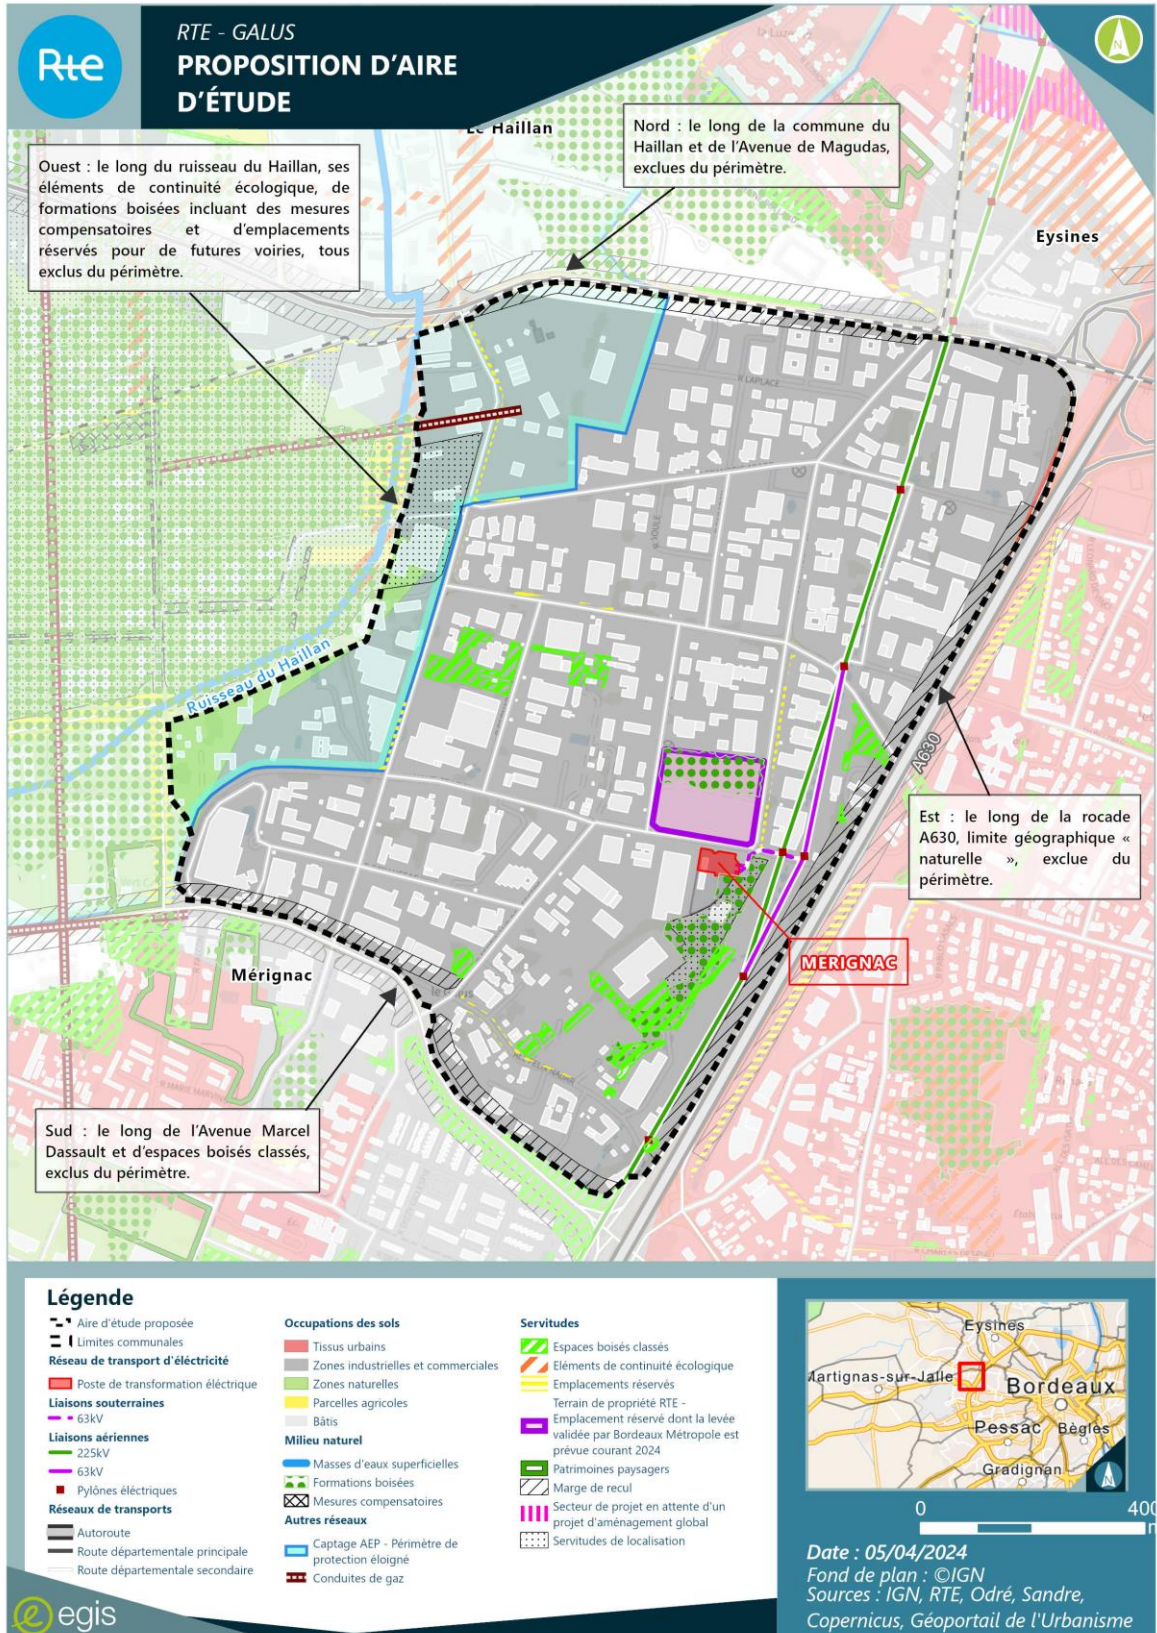 Rte
RTE - GALUS
PROPOSITION D'AIRE
D'ÉTUDE
N
Le Haillan
Nord : le long de la commune du
Haillan et de l'Avenue de Magudas,
exclues du périmètre.
Ouest : le long du ruisseau du Haillan, ses
éléments de continuité écologique, de
formations boisées incluant des mesures
compensatoires et d'emplacements
réservés pour de futures voiries, tous
exclus du périmètre.
Eysines
R LAPLACE
R JOULE
Ruisseau du Haillan
A630
Est : le long de la rocade
A630, limite géographique «
naturelle », exclue du
périmètre.
MERIGNAC
Mérignac
Sud : le long de l'Avenue Marcel
Dassault et d'espaces boisés classés,
exclus du périmètre.
Légende
Aire d'étude proposée
Limites communales
Réseau de transport d'éléctricité
Poste de transformation électrique
Liaisons souterraines
63kV
Liaisons aériennes
225kV
63kV
Pylônes électriques
Réseaux de transports
Autoroute
Route départementale principale
Route départementale secondaire
Occupations des sols
Tissus urbains
Zones industrielles et commerciales
Zones naturelles
Parcelles agricoles
Bâtis
Milieu naturel
Masses d'eaux superficielles
Formations boisées
Mesures compensatoires
Autres réseaux
Captage AEP - Périmètre de
protection éloigné
Conduites de gaz
Servitudes
Espaces boisés classés
Eléments de continuité écologique
Emplacements réservés
Terrain de propriété RTE -
Emplacement réservé dont la levée
validée par Bordeaux Métropole est
prévue courant 2024
Patrimoines paysagers
Marge de recul
Secteur de projet en attente d'un
projet d'aménagement global
Servitudes de localisation
Eysines
Martignas-sur-Jalle
Bordeaux
Pessac
Bègles
Gradignan
0 400
Date : 05/04/2024
Fond de plan : ©IGN
Sources : IGN, RTE, Odré, Sandre,
Copernicus, Géoportail de l'Urbanisme
egis